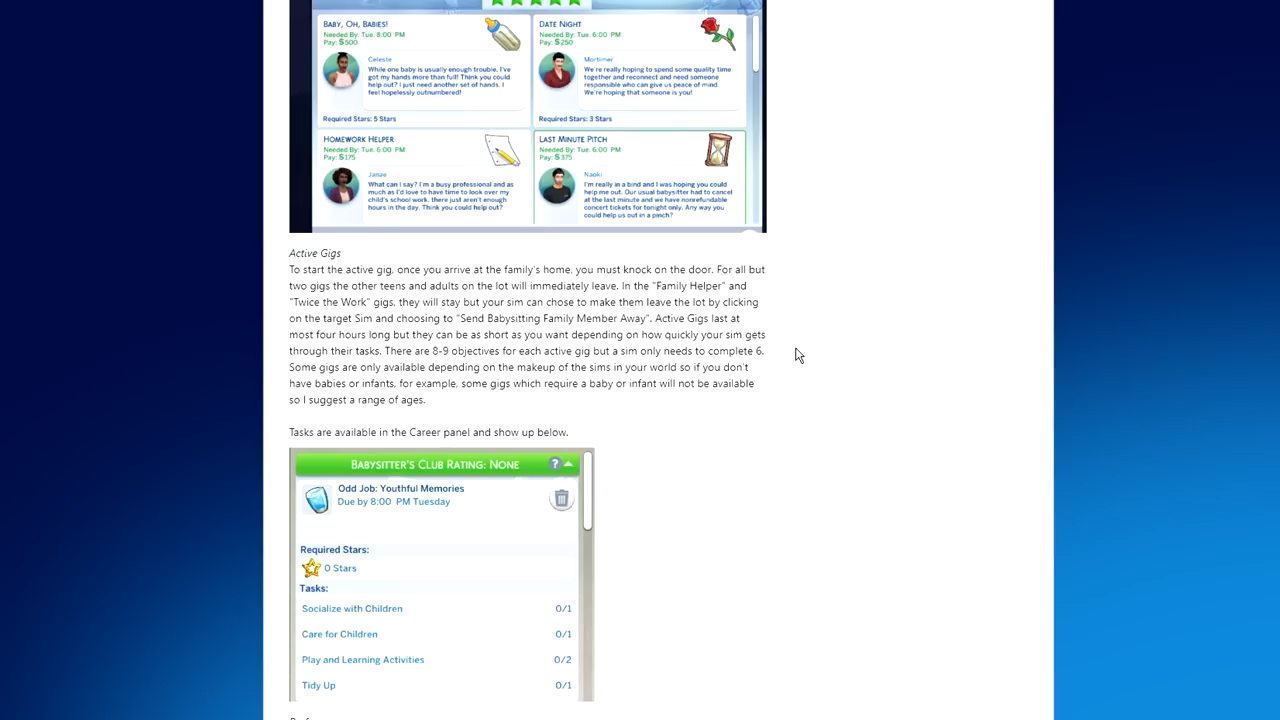 BABY, OH, BABIES!
Needed By: Tue. 8:00 PM
Pay: $500
Celeste
While one baby is usually enough trouble, I've
got my hands more than full! Think you could
help out? I just need another set of hands. I
feel hopelessly outnumbered!
Required Stars: 5 Stars
DATE NIGHT
Needed By: Tue. 6:00 PM
Pay: $250
Mortimer
We're really hoping to spend some quality time
together and reconnect and need someone
responsible who can give us peace of mind.
We're hoping that someone is you!
Required Stars: 3 Stars
HOMEWORK HELPER
Needed By: Tue. 6:00 PM
Pay: $175
Janae
What can I say? I'm a busy professional and as
much as I'd love to have time to look over my
child's school work, there just aren't enough
hours in the day. Think you could help out?
LAST MINUTE PITCH
Needed By: Tue. 6:00 PM
Pay: $375
Naoki
I'm really in a bind and I was hoping you could
help me out. Our usual babysitter had to cancel
at the last minute and we have nonrefundable
concert tickets for tonight only. Any way you
could help us out in a pinch?
Active Gigs
To start the active gig, once you arrive at the family's home, you must knock on the door. For all but
two gigs the other teens and adults on the lot will immediately leave. In the "Family Helper" and
"Twice the Work" gigs, they will stay but your sim can chose to make them leave the lot by clicking
on the target Sim and choosing to "Send Babysitting Family Member Away". Active Gigs last at
most four hours long but they can be as short as you want depending on how quickly your sim gets
through their tasks. There are 8-9 objectives for each active gig but a sim only needs to complete 6.
Some gigs are only available depending on the makeup of the sims in your world so if you don't
have babies or infants, for example, some gigs which require a baby or infant will not be available
so I suggest a range of ages.
Tasks are available in the Career panel and show up below.
BABYSITTER'S CLUB RATING: NONE
?
Odd Job: Youthful Memories
Due by 8:00 PM Tuesday
Required Stars:
0 Stars
Tasks:
Socialize with Children 0/1
Care for Children 0/1
Play and Learning Activities 0/2
Tidy Up 0/1